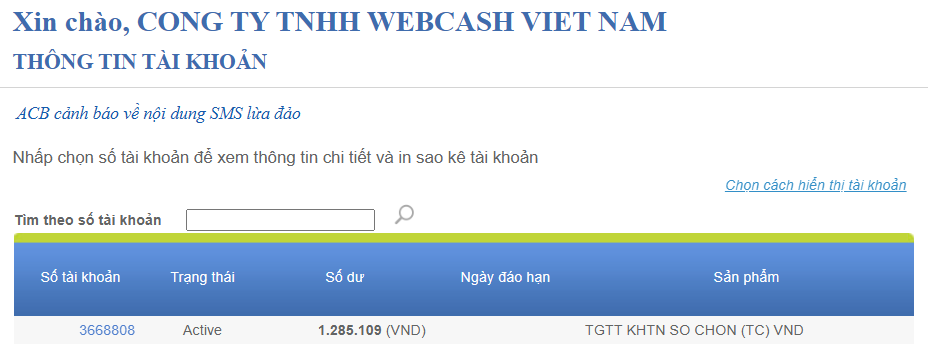 Xin chào, CONG TY TNHH WEBCASH VIET NAM
THÔNG TIN TÀI KHOẢN
ACB cảnh báo về nội dung SMS lừa đảo
Nhấp chọn số tài khoản để xem thông tin chi tiết và in sao kê tài khoản
Chọn cách hiển thị tài khoản
Tìm theo số tài khoản
Số tài khoản Trạng thái Số dư Ngày đáo hạn Sản phẩm
3668808 Active 1.285.109 (VND) TGTT KHTN SO CHON (TC) VND